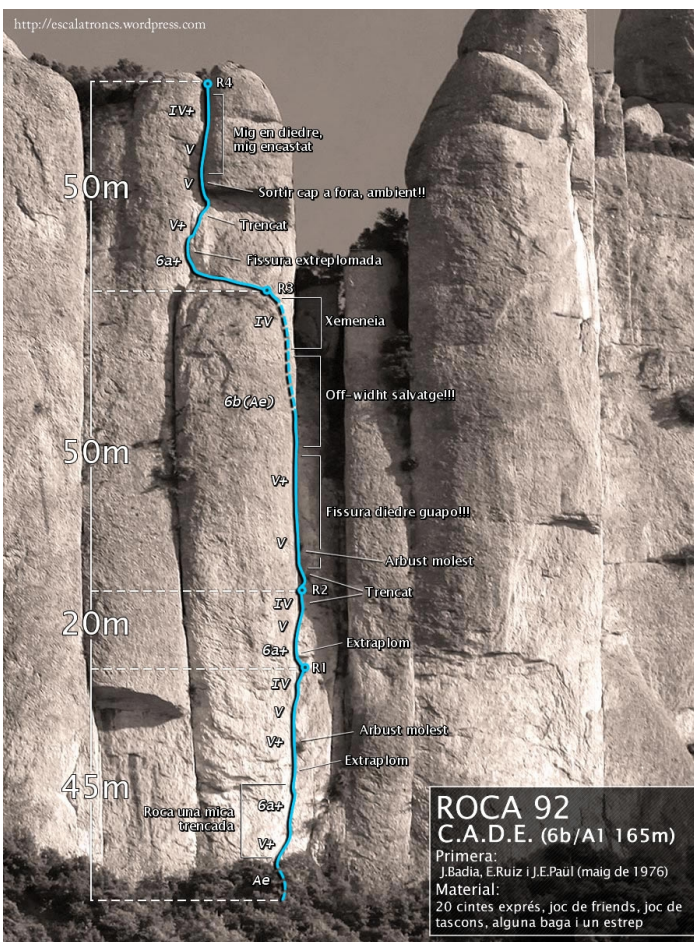 http://escalatroncs.wordpress.com
R4
IV+
Mig en diedre,
mig encastat
V
50m
V
Sortir cap a fora, ambient!!
V+
Trencat
6a+
Fissura extreplomada
R3
IV
Xemeneia
6b(Ae)
Off-widht salvatge!!!
50m
V+
Fissura diedre guapo!!!
V
Arbust molest
R2
Trencat
IV
20m
V
6a+
Extraplom
R1
IV
V
Arbust molest
V+
Extraplom
45m
Roca una mica
trencada
6a+
V+
Ae
ROCA 92
C.A.D.E. (6b/A1 165m)
Primera:
J.Badia, E.Ruiz i J.E.Paül (maig de 1976)
Material:
20 cintes exprés, joc de friends, joc de
tascons, alguna baga i un estrep